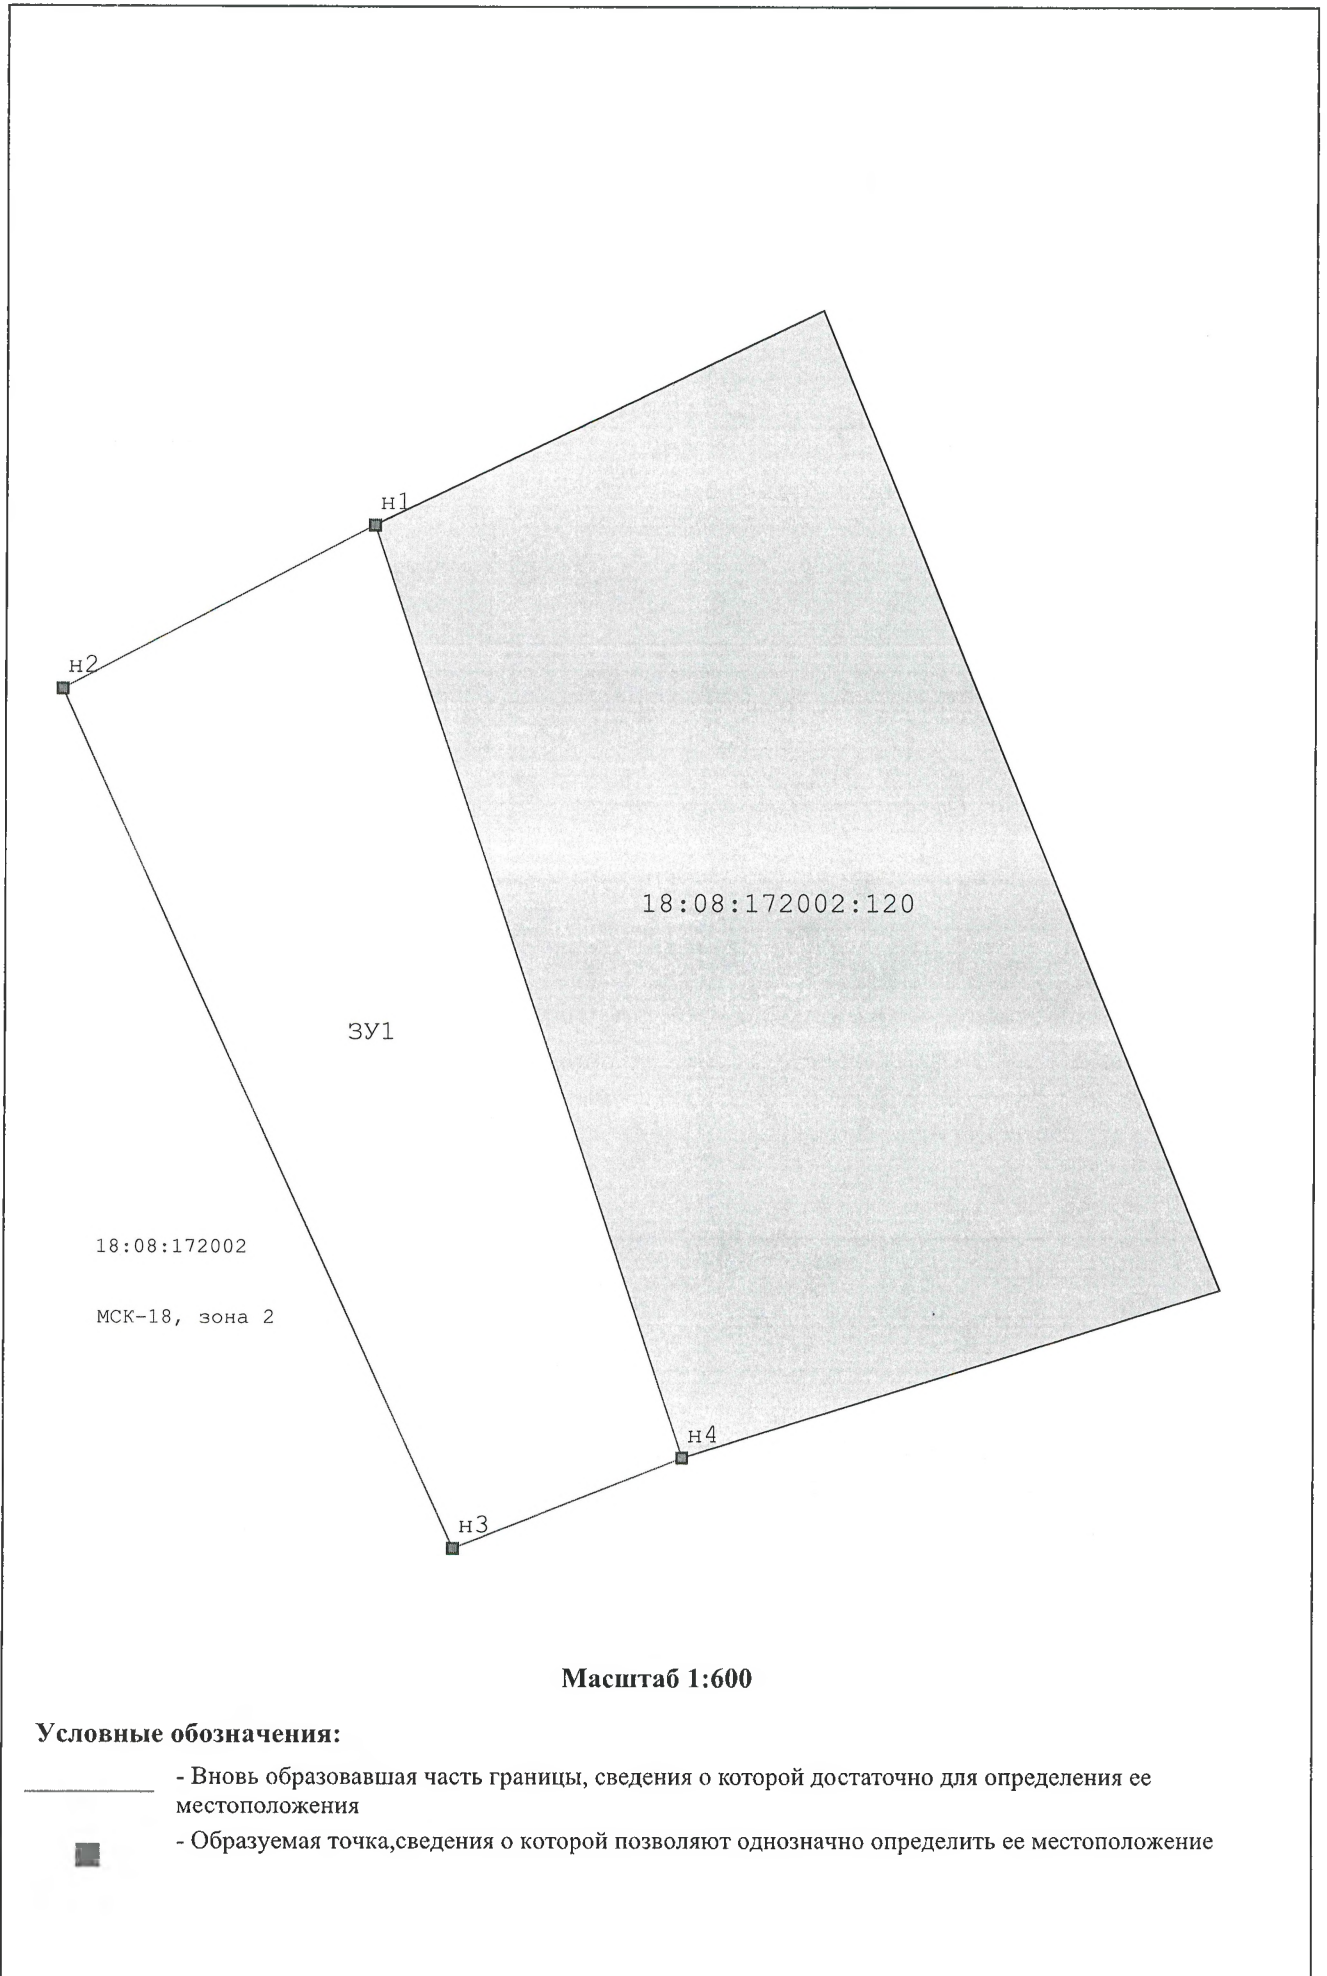 н1
н2
18:08:172002:120
ЗУ1
18:08:172002
МСК-18, зона 2
н4
н3
Масштаб 1:600
Условные обозначения:
- Вновь образовавшая часть границы, сведения о которой достаточно для определения ее
местоположения
- Образуемая точка,сведения о которой позволяют однозначно определить ее местоположение